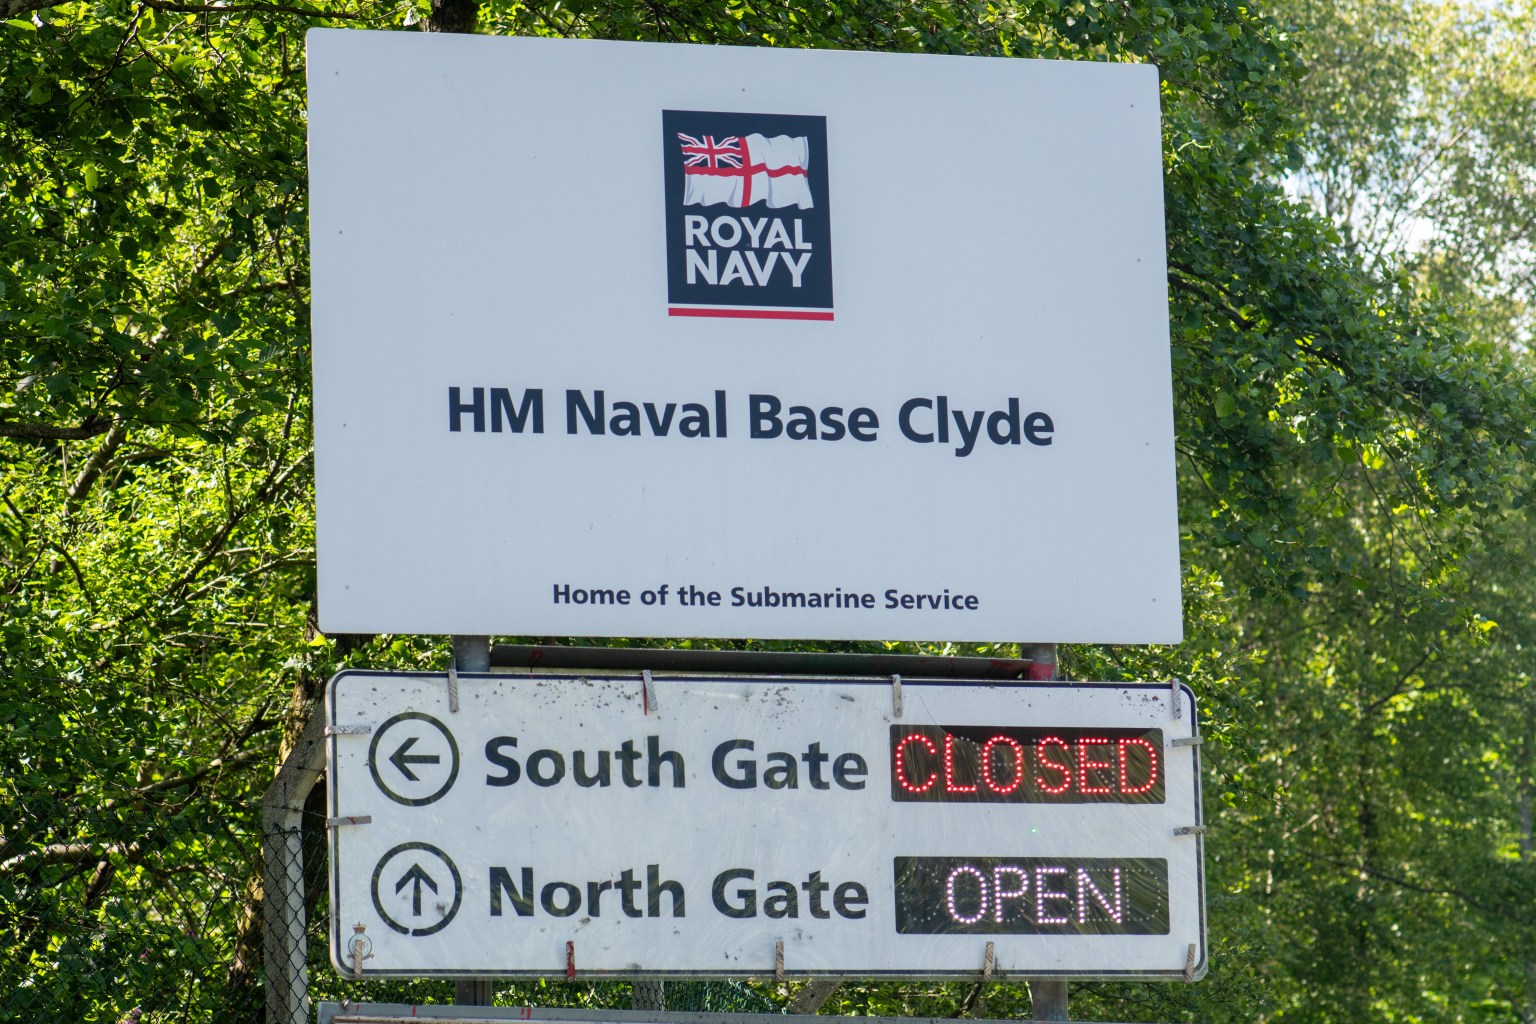 ROYAL
NAVY
HM Naval Base Clyde
Home of the Submarine Service
South Gate CLOSED
North Gate OPEN